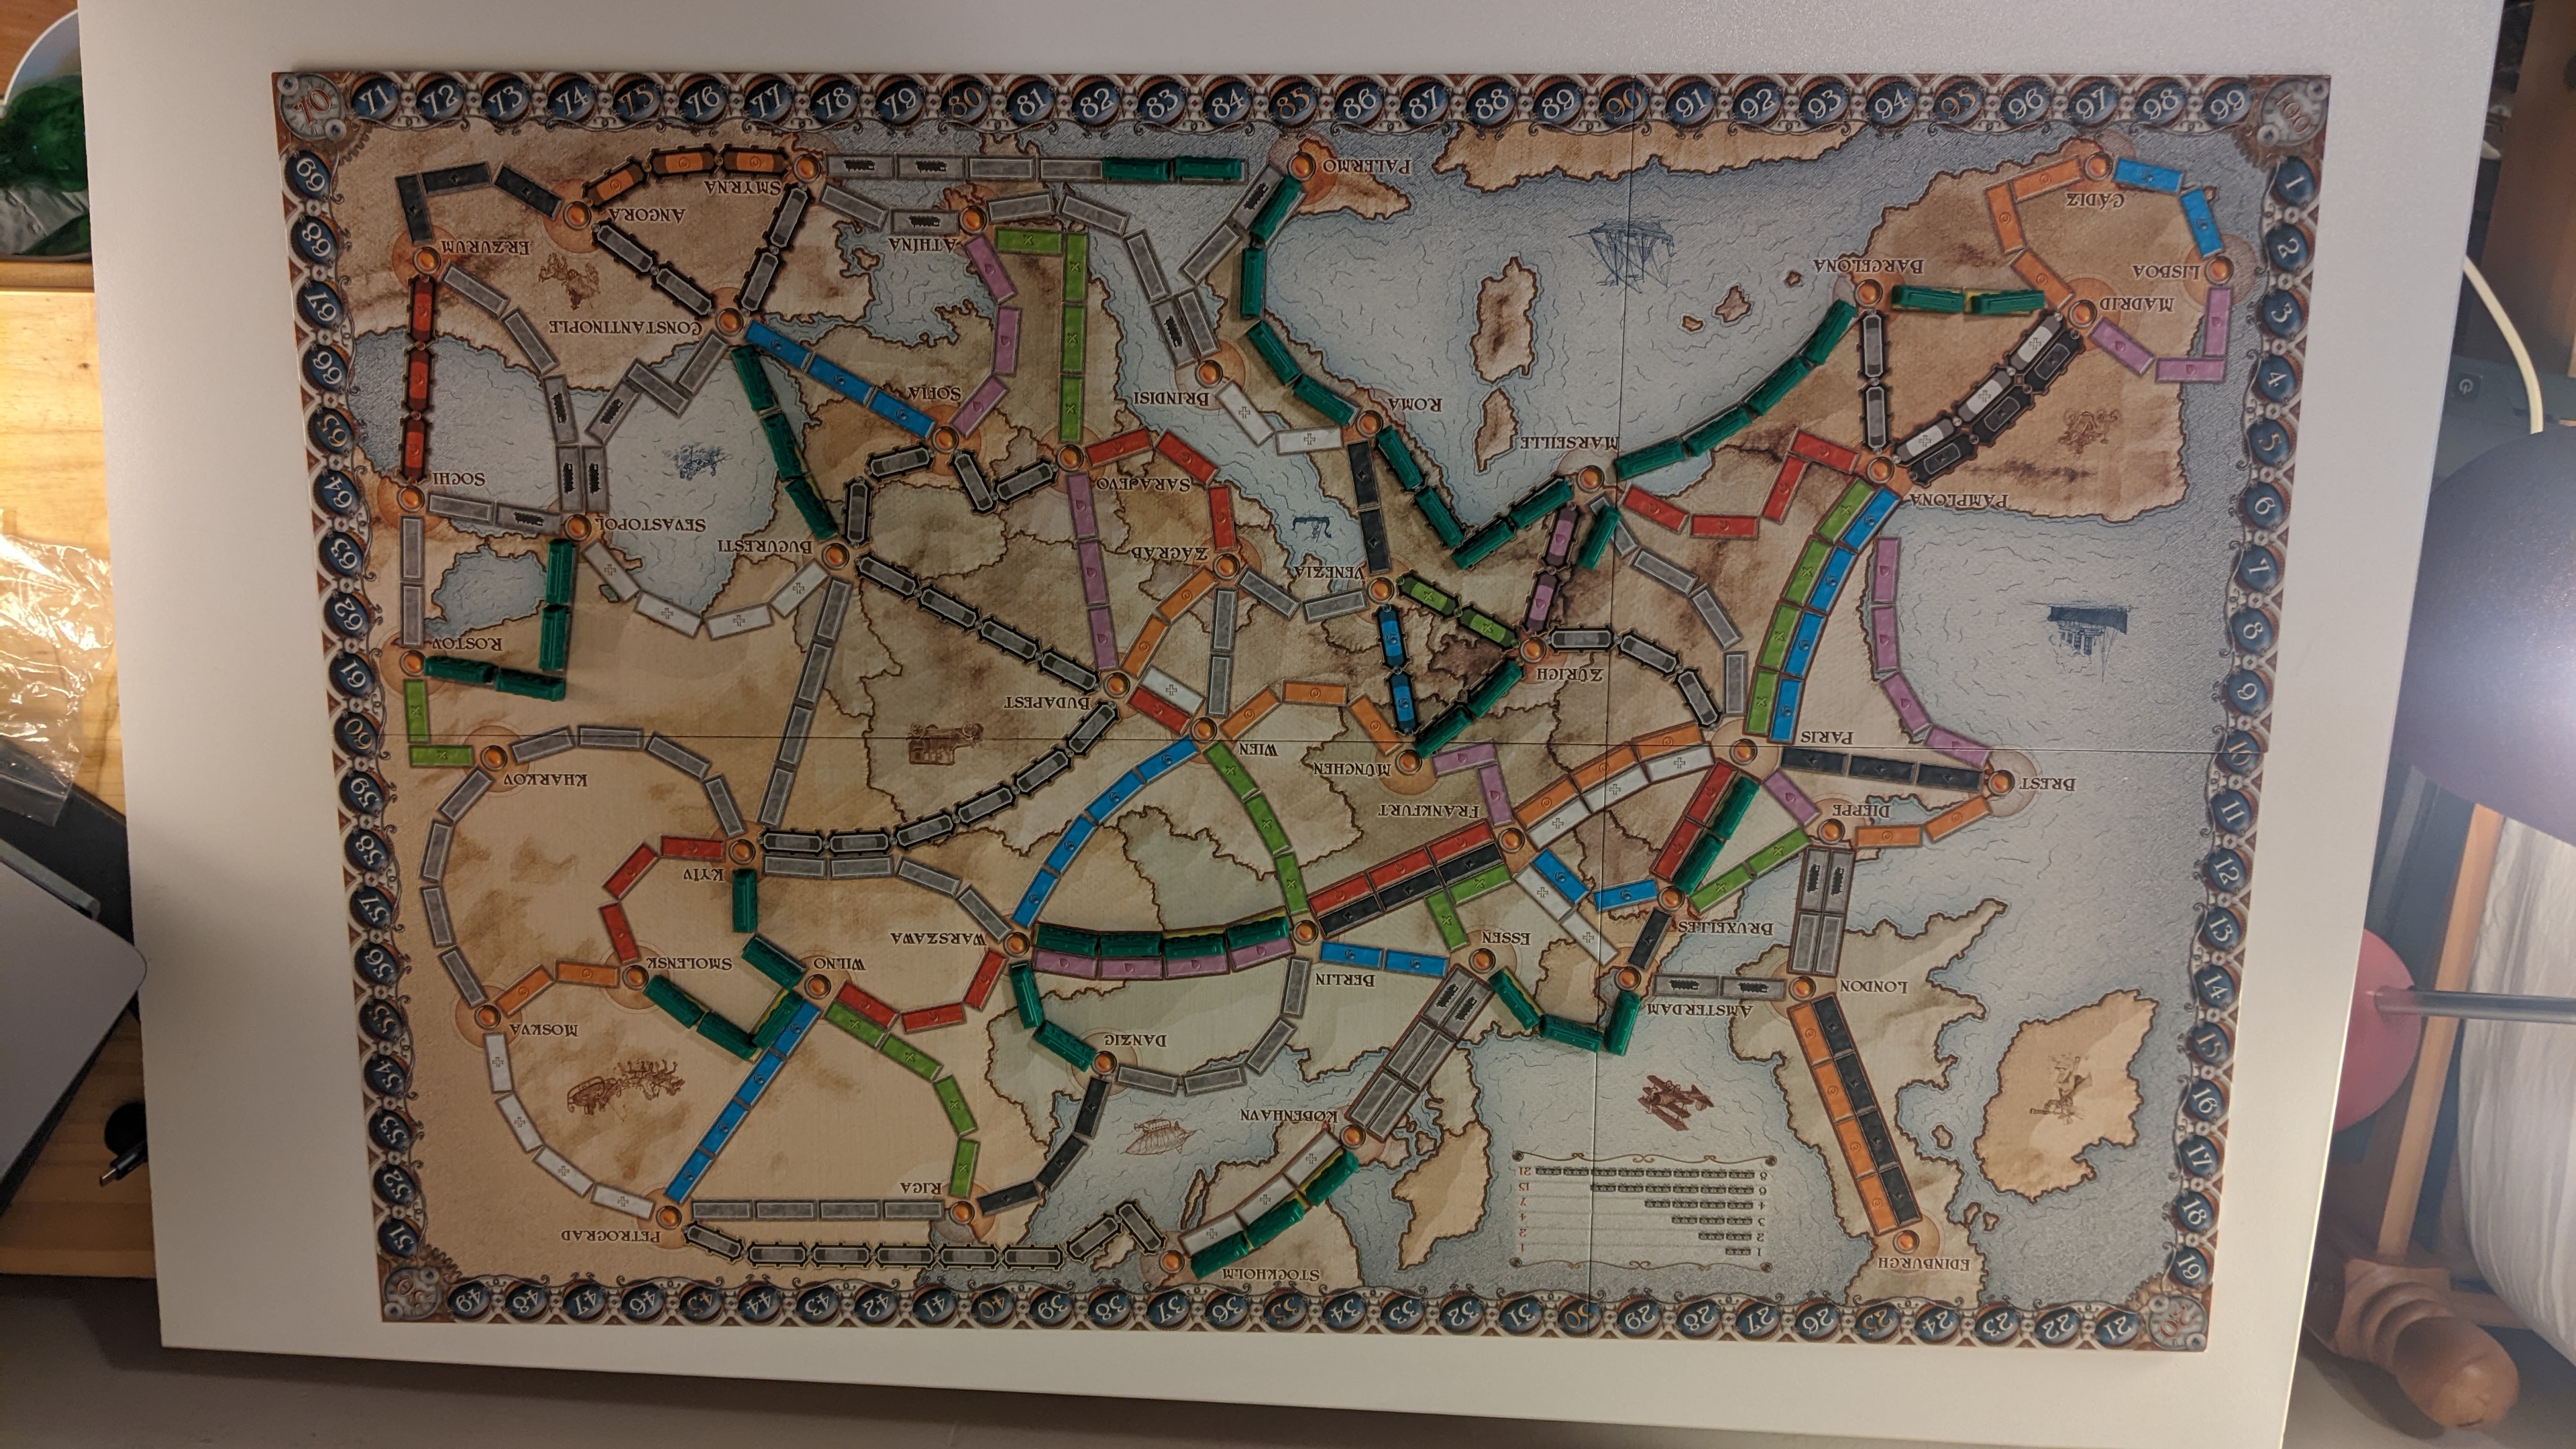 70 71 72 73 74 75 76 77 78 79 80 81 82 83 84 85 86 87 88 89 90 91 92 93 94 95 96 97 98 99 100
1
2
3
4
5
6
7
8
9
10
11
12
13
14
15
16
17
18
19
20 21 22 23 24 25 26 27 28 29 30 31 32 33 34 35 36 37 38 39 40 41 42 43 44 45 46 47 48 49 50
51
52
53
54
55
56
57
58
59
60
61
62
63
64
65
66
67
68
69
EDINBURGH
STOCKHOLM
PETROGRAD
1 1
2 2
3 4
4 7
6 15
8 21
RIGA
KØBENHAVN
DANZIG
MOSKVA
LONDON
AMSTERDAM
ESSEN
BERLIN
WILNO
SMOLENSK
BRUXELLES
WARSZAWA
KYIV
DIEPPE
FRANKFURT
BREST
PARIS
MÜNCHEN
WIEN
KHARKOV
BUDAPEST
ZÜRICH
ROSTOV
VENEZIA
ZÁGRÁB
BUCURESTI
SEVASTOPOL
PAMPLONA
MARSEILLE
SARAJEVO
SOCHI
ROMA
BRINDISI
SOFIA
MADRID
CONSTANTINOPLE
LISBOA
BARCELONA
ATHINA
ERZURUM
CÁDIZ
ANGORA
SMYRNA
PALERMO